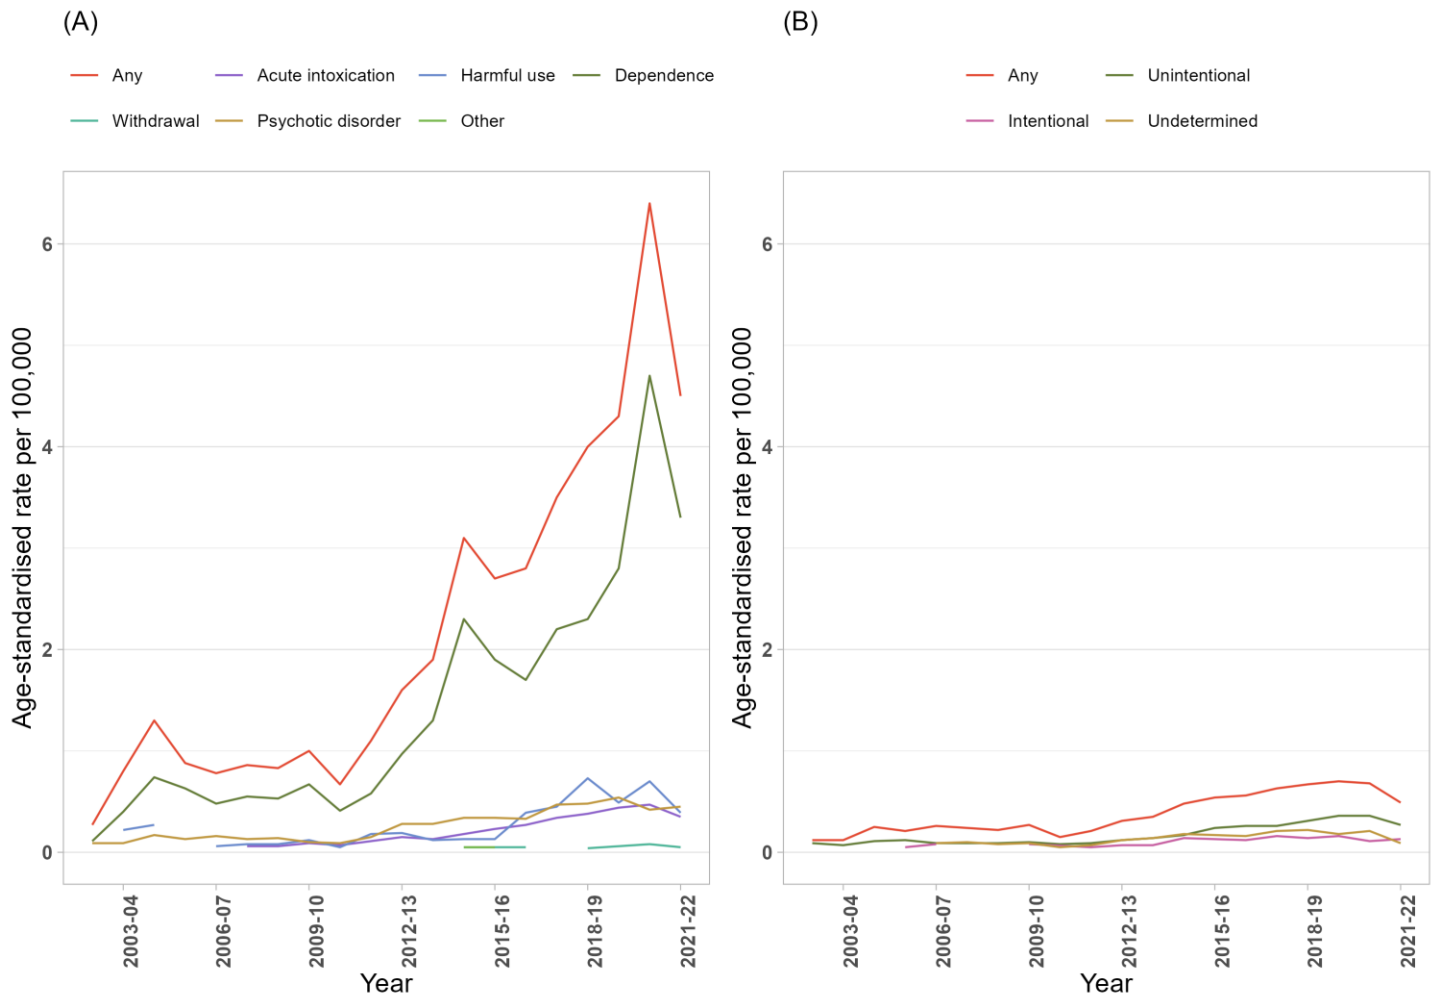 (A)
Any
Acute intoxication
Harmful use
Dependence
Withdrawal
Psychotic disorder
Other
Age-standardised rate per 100,000
6
4
2
0
2003-04
2006-07
2009-10
2012-13
2015-16
2018-19
2021-22
Year
(B)
Any
Unintentional
Intentional
Undetermined
Age-standardised rate per 100,000
6
4
2
0
2003-04
2006-07
2009-10
2012-13
2015-16
2018-19
2021-22
Year